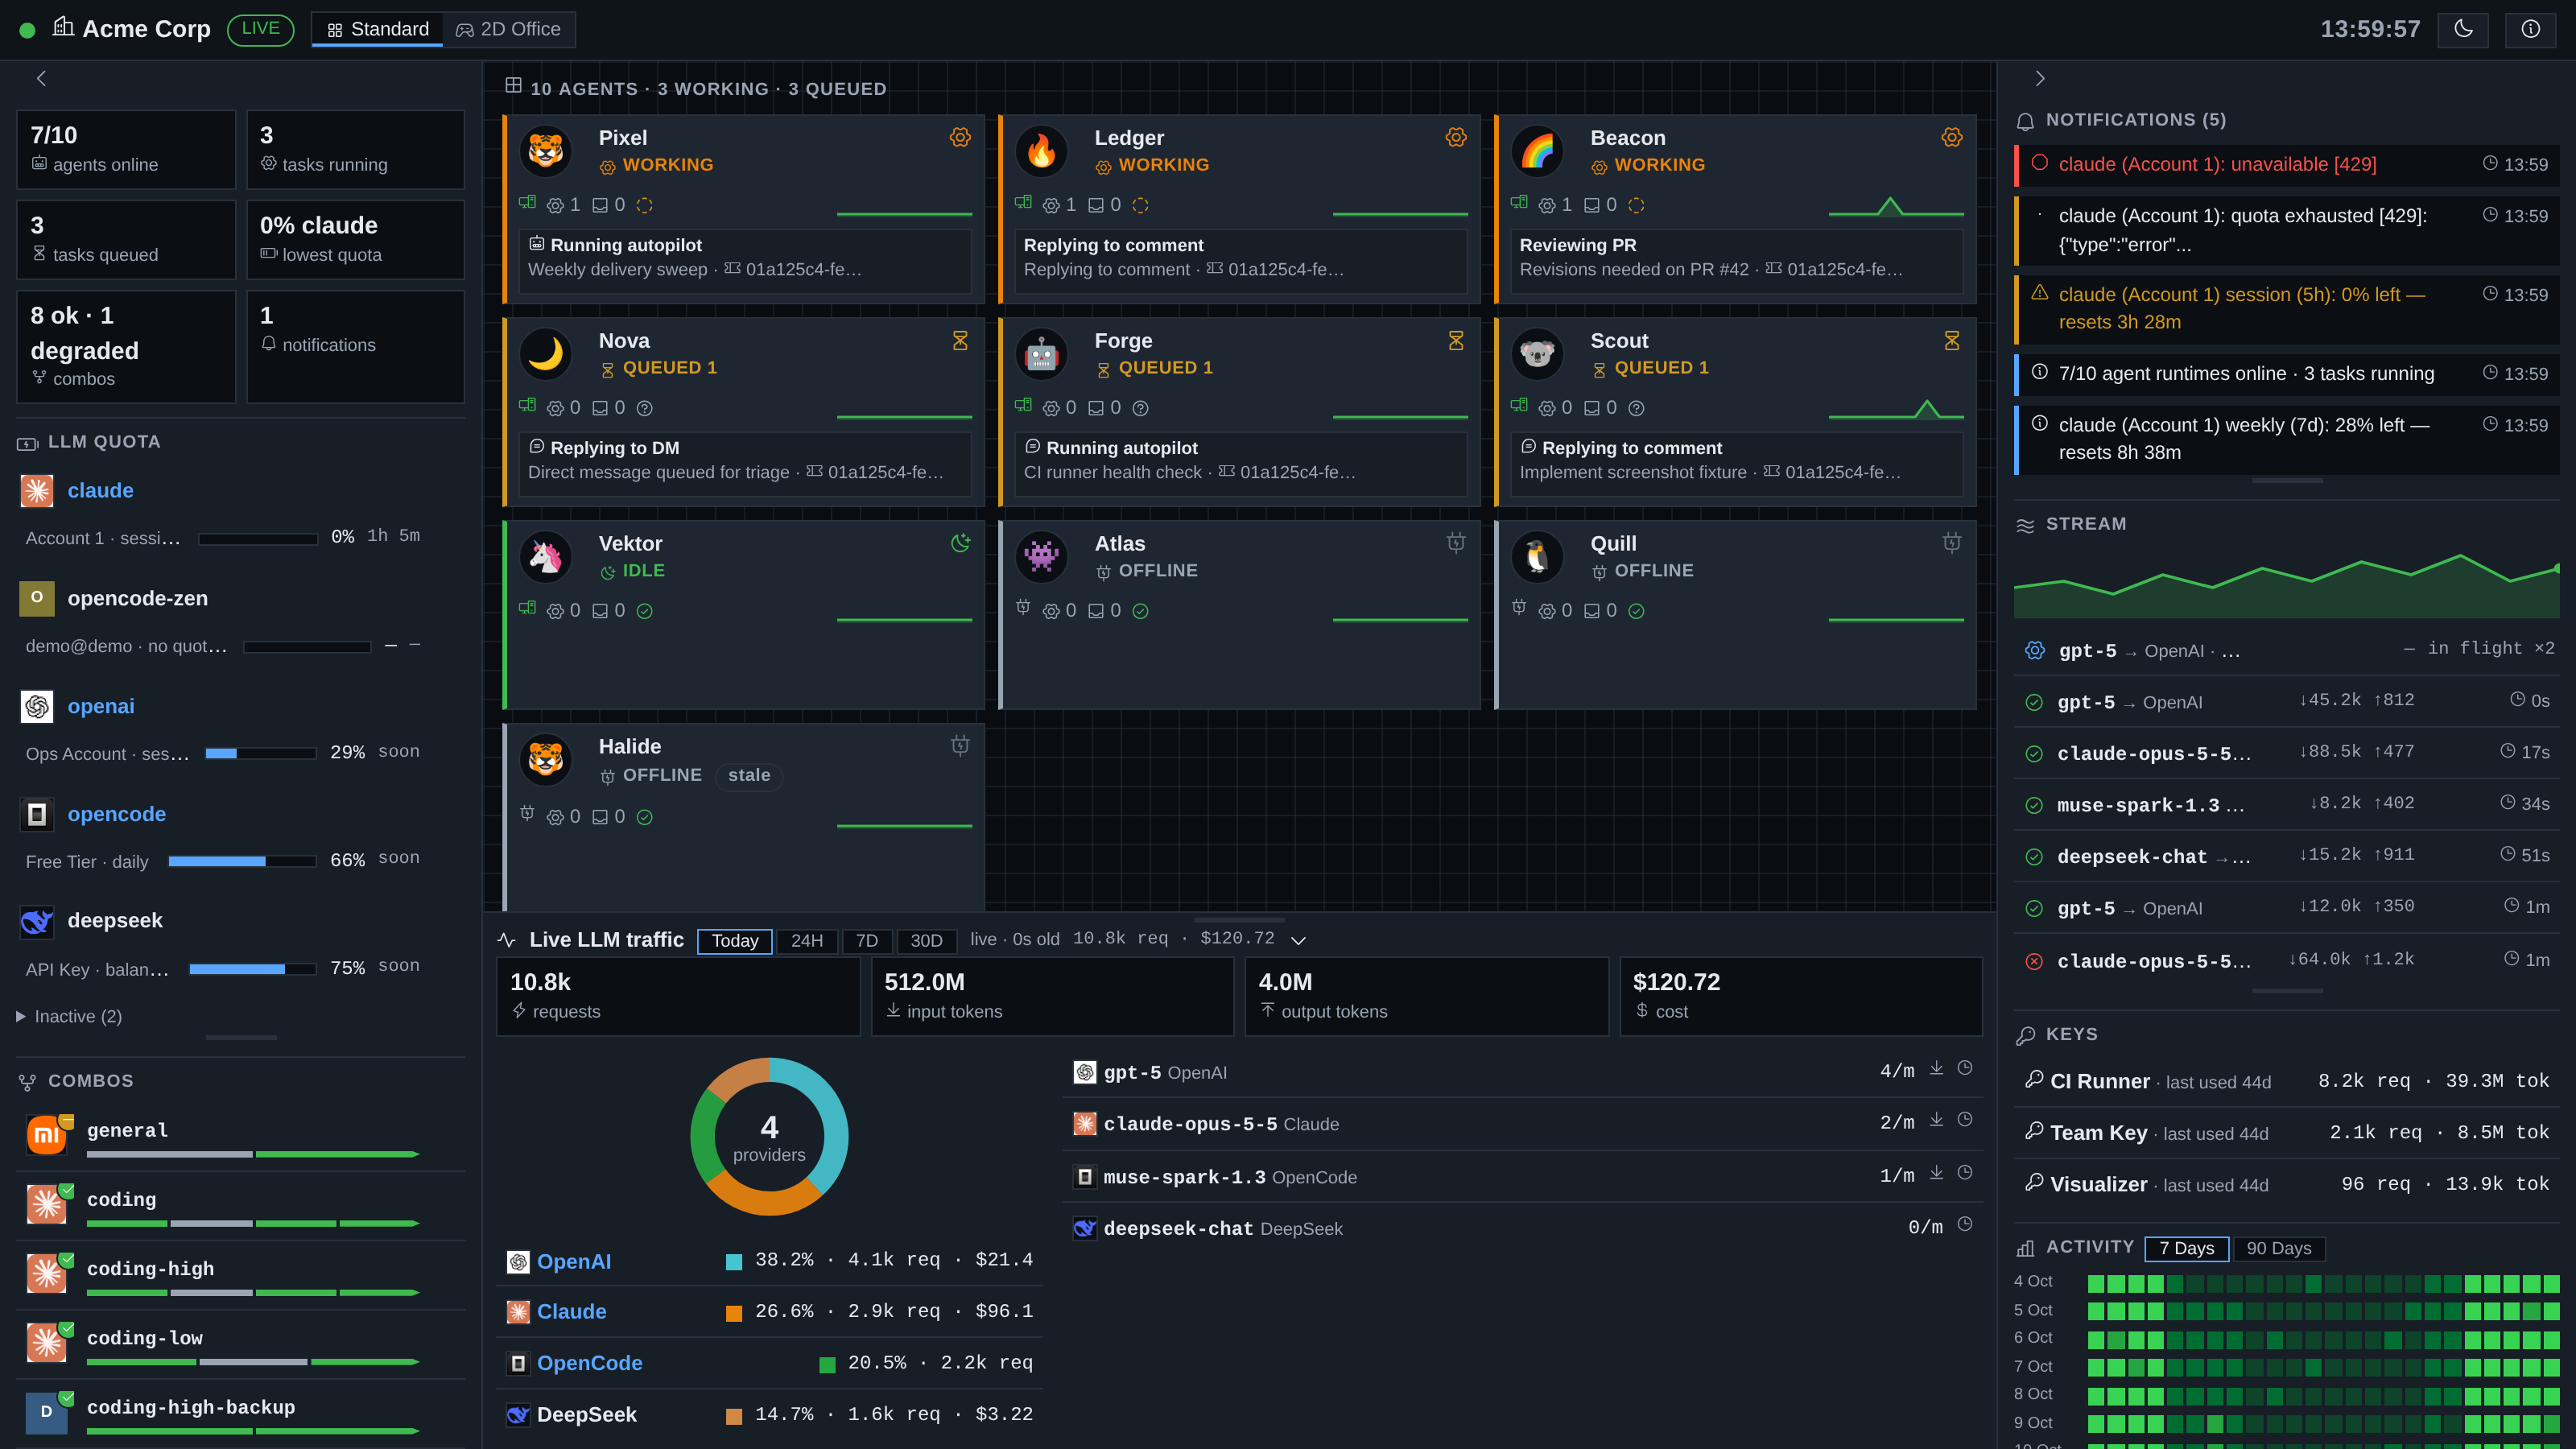 Acme Corp LIVE Standard 2D Office 13:59:57
7/10
agents online
3
tasks running
3
tasks queued
0% claude
lowest quota
8 ok · 1
degraded
combos
1
notifications
LLM QUOTA
claude
Account 1 · sessi… 0% 1h 5m
O opencode-zen
demo@demo · no quot… — —
openai
Ops Account · ses… 29% soon
opencode
Free Tier · daily 66% soon
deepseek
API Key · balan… 75% soon
Inactive (2)
COMBOS
general
coding
coding-high
coding-low
D coding-high-backup
10 AGENTS · 3 WORKING · 3 QUEUED
Pixel
WORKING
1 0
Running autopilot
Weekly delivery sweep · 01a125c4-fe…
Ledger
WORKING
1 0
Replying to comment
Replying to comment · 01a125c4-fe…
Beacon
WORKING
1 0
Reviewing PR
Revisions needed on PR #42 · 01a125c4-fe…
Nova
QUEUED 1
0 0
Replying to DM
Direct message queued for triage · 01a125c4-fe…
Forge
QUEUED 1
0 0
Running autopilot
CI runner health check · 01a125c4-fe…
Scout
QUEUED 1
0 0
Replying to comment
Implement screenshot fixture · 01a125c4-fe…
Vektor
IDLE
0 0
Atlas
OFFLINE
0 0
Quill
OFFLINE
0 0
Halide
OFFLINE stale
0 0
Live LLM traffic Today 24H 7D 30D live · 0s old 10.8k req · $120.72
10.8k
requests
512.0M
input tokens
4.0M
output tokens
$120.72
cost
4
providers
OpenAI 38.2% · 4.1k req · $21.4
Claude 26.6% · 2.9k req · $96.1
OpenCode 20.5% · 2.2k req
DeepSeek 14.7% · 1.6k req · $3.22
gpt-5 OpenAI 4/m
claude-opus-5-5 Claude 2/m
muse-spark-1.3 OpenCode 1/m
deepseek-chat DeepSeek 0/m
NOTIFICATIONS (5)
claude (Account 1): unavailable [429] 13:59
claude (Account 1): quota exhausted [429]: 13:59
{"type":"error"...
claude (Account 1) session (5h): 0% left — 13:59
resets 3h 28m
7/10 agent runtimes online · 3 tasks running 13:59
claude (Account 1) weekly (7d): 28% left — 13:59
resets 8h 38m
STREAM
gpt-5 → OpenAI · … — in flight ×2
gpt-5 → OpenAI ↓45.2k ↑812 0s
claude-opus-5-5… ↓88.5k ↑477 17s
muse-spark-1.3 … ↓8.2k ↑402 34s
deepseek-chat →… ↓15.2k ↑911 51s
gpt-5 → OpenAI ↓12.0k ↑350 1m
claude-opus-5-5… ↓64.0k ↑1.2k 1m
KEYS
CI Runner · last used 44d 8.2k req · 39.3M tok
Team Key · last used 44d 2.1k req · 8.5M tok
Visualizer · last used 44d 96 req · 13.9k tok
ACTIVITY 7 Days 90 Days
4 Oct
5 Oct
6 Oct
7 Oct
8 Oct
9 Oct
10 Oct